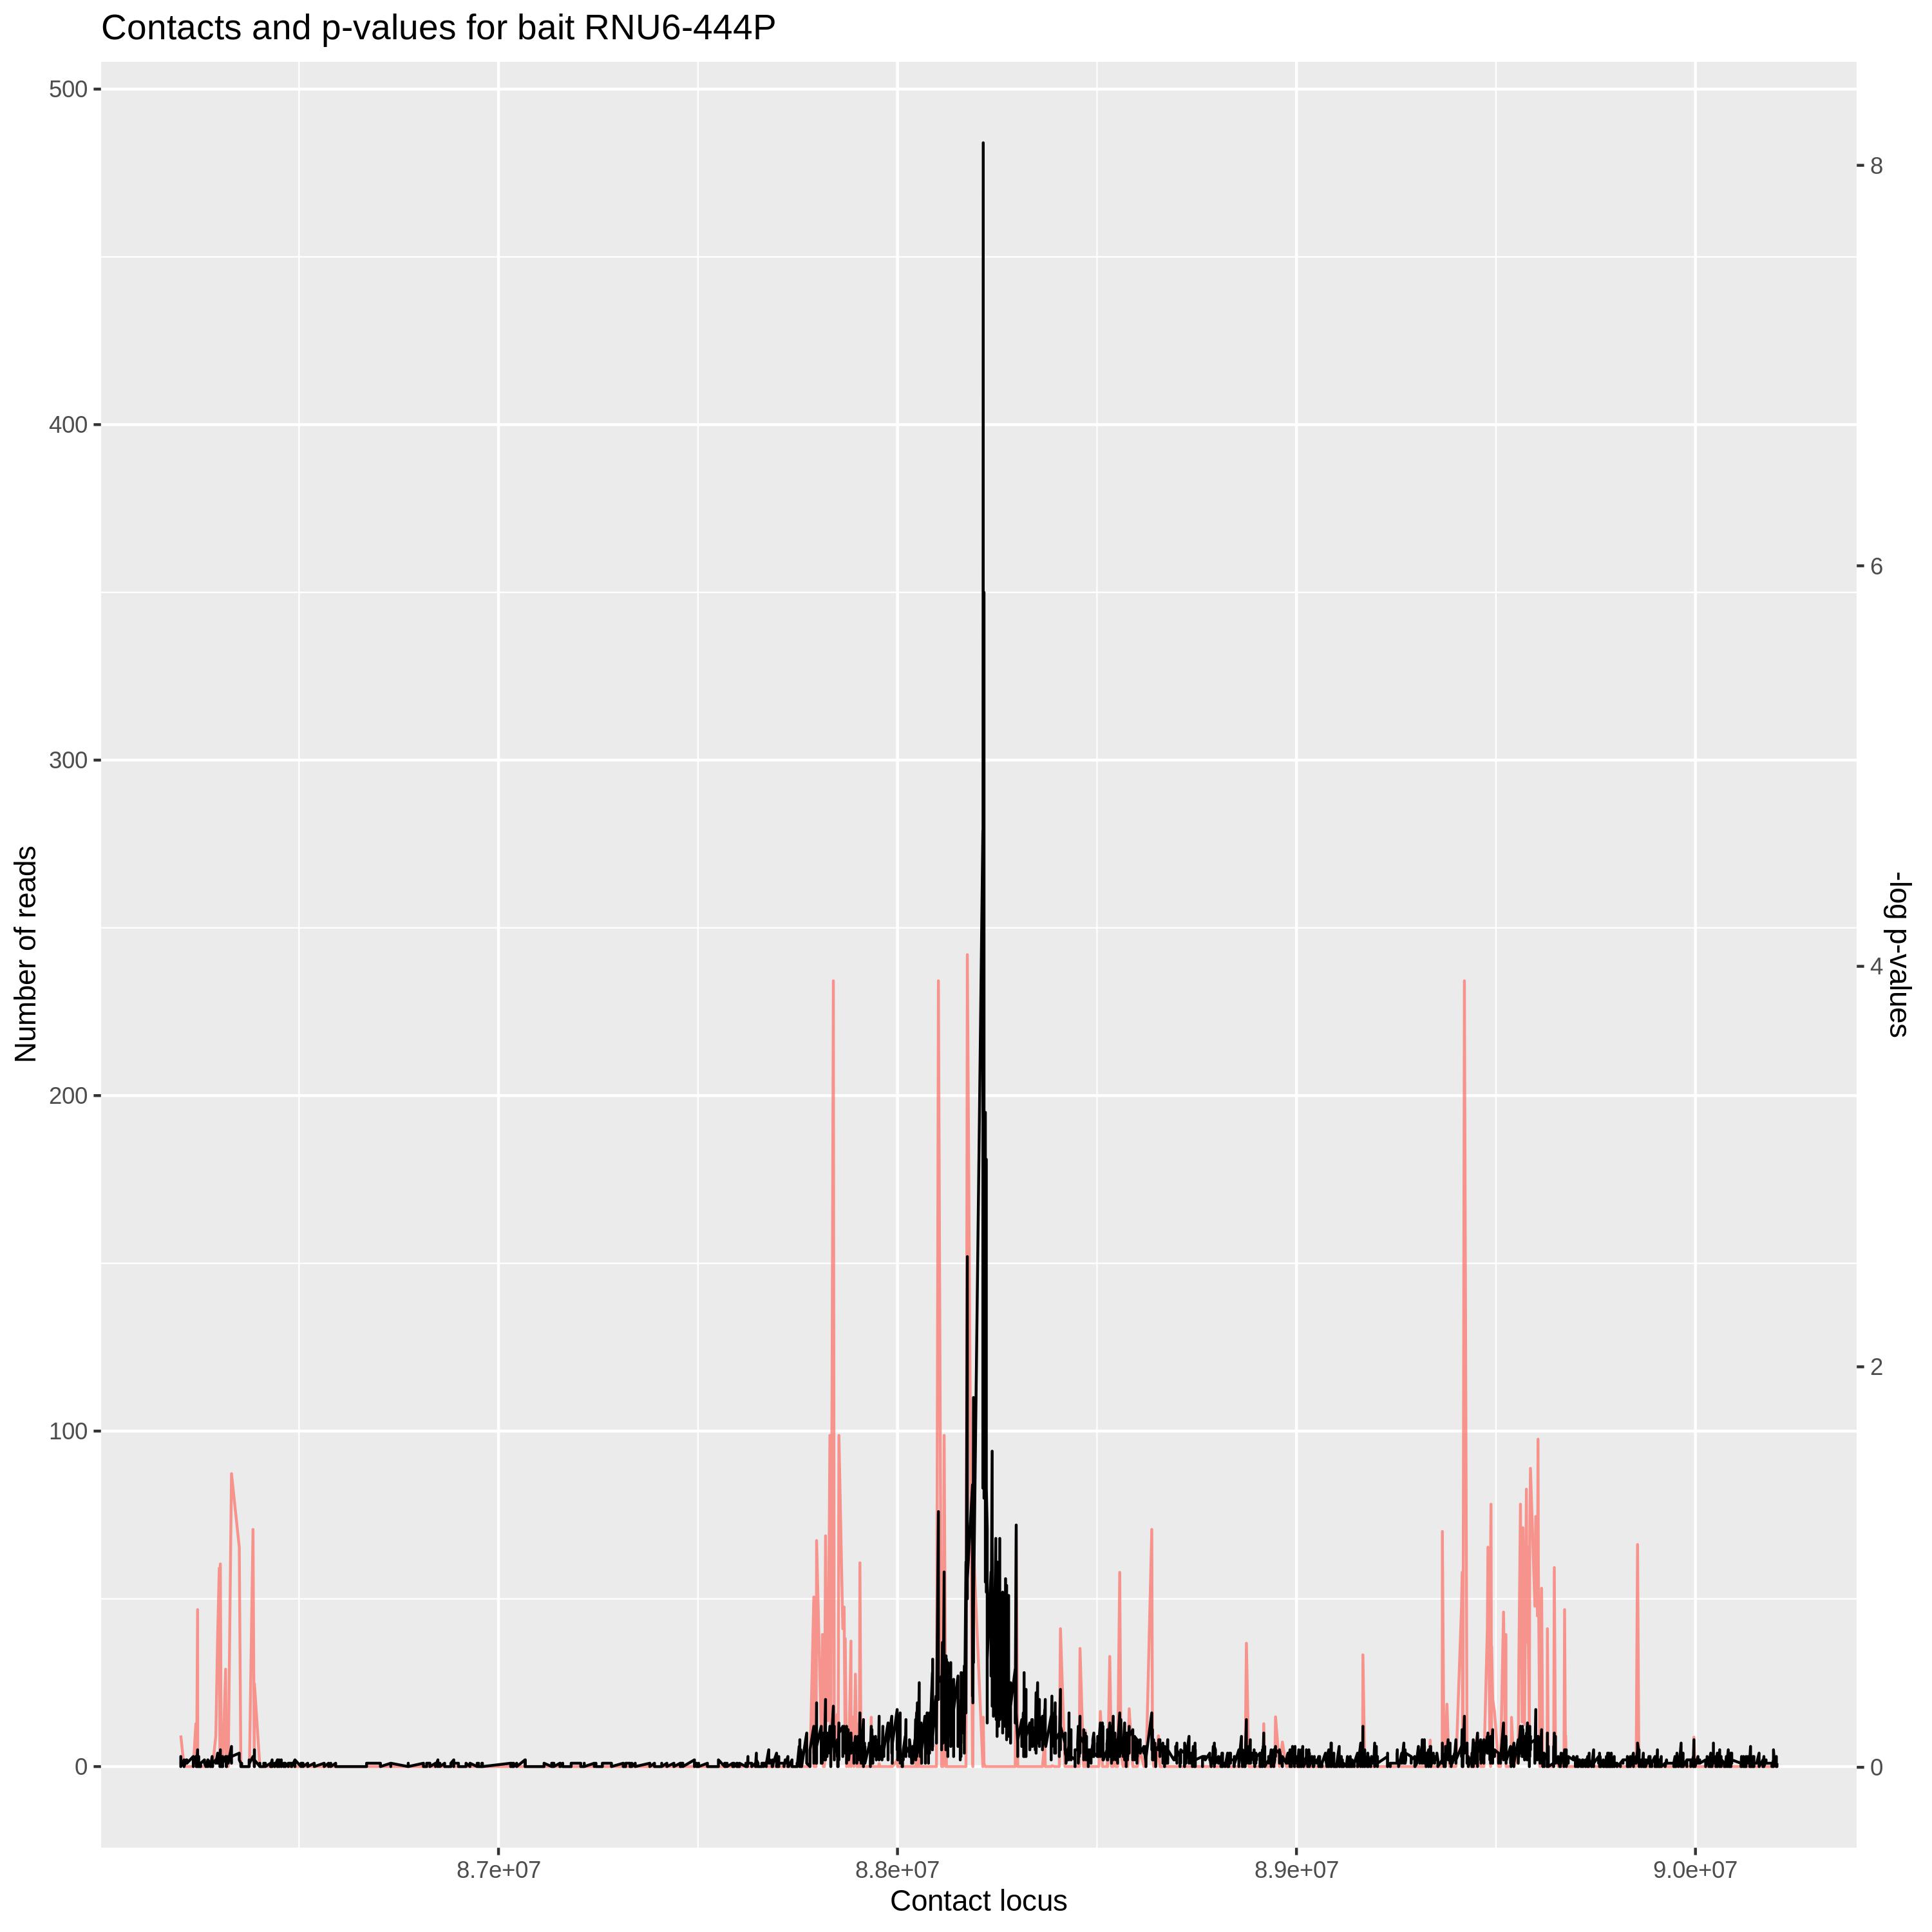 Contacts and p-values for bait RNU6-444P
500
400
300
200
100
0
Number of reads
8
6
4
2
0
-log p-values
8.7e+07
8.8e+07
8.9e+07
9.0e+07
Contact locus